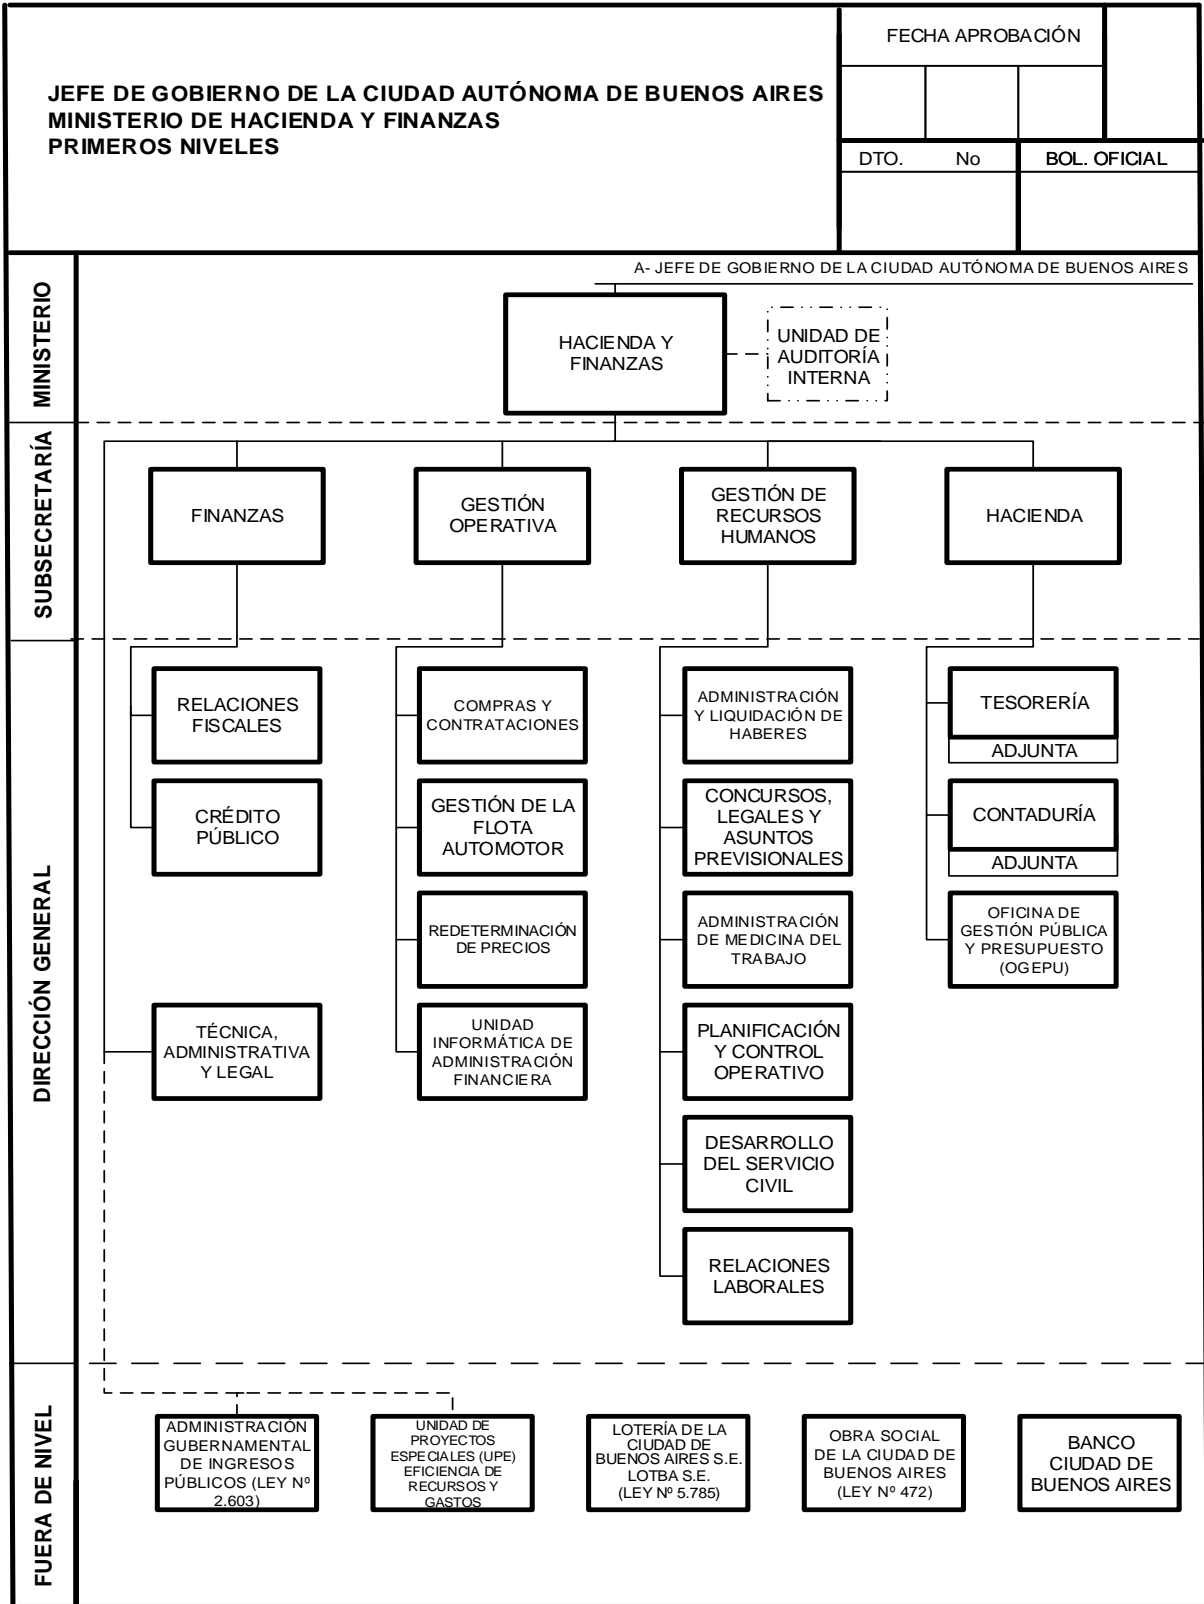 JEFE DE GOBIERNO DE LA CIUDAD AUTÓNOMA DE BUENOS AIRES
MINISTERIO DE HACIENDA Y FINANZAS
PRIMEROS NIVELES
FECHA APROBACIÓN
DTO. No
BOL. OFICIAL
MINISTERIO
A- JEFE DE GOBIERNO DE LA CIUDAD AUTÓNOMA DE BUENOS AIRES
HACIENDA Y
FINANZAS
UNIDAD DE
AUDITORÍA
INTERNA
SUBSECRETARÍA
FINANZAS
GESTIÓN
OPERATIVA
GESTIÓN DE
RECURSOS
HUMANOS
HACIENDA
DIRECCIÓN GENERAL
RELACIONES
FISCALES
CRÉDITO
PÚBLICO
TÉCNICA,
ADMINISTRATIVA
Y LEGAL
COMPRAS Y
CONTRATACIONES
GESTIÓN DE LA
FLOTA
AUTOMOTOR
REDETERMINACIÓN
DE PRECIOS
UNIDAD
INFORMÁTICA DE
ADMINISTRACIÓN
FINANCIERA
ADMINISTRACIÓN
Y LIQUIDACIÓN DE
HABERES
CONCURSOS,
LEGALES Y
ASUNTOS
PREVISIONALES
ADMINISTRACIÓN
DE MEDICINA DEL
TRABAJO
PLANIFICACIÓN
Y CONTROL
OPERATIVO
DESARROLLO
DEL SERVICIO
CIVIL
RELACIONES
LABORALES
TESORERÍA
ADJUNTA
CONTADURÍA
ADJUNTA
OFICINA DE
GESTIÓN PÚBLICA
Y PRESUPUESTO
(OGEPU)
FUERA DE NIVEL
ADMINISTRACIÓN
GUBERNAMENTAL
DE INGRESOS
PÚBLICOS (LEY Nº
2.603)
UNIDAD DE
PROYECTOS
ESPECIALES (UPE)
EFICIENCIA DE
RECURSOS Y
GASTOS
LOTERÍA DE LA
CIUDAD DE
BUENOS AIRES S.E.
LOTBA S.E.
(LEY Nº 5.785)
OBRA SOCIAL
DE LA CIUDAD DE
BUENOS AIRES
(LEY Nº 472)
BANCO
CIUDAD DE
BUENOS AIRES